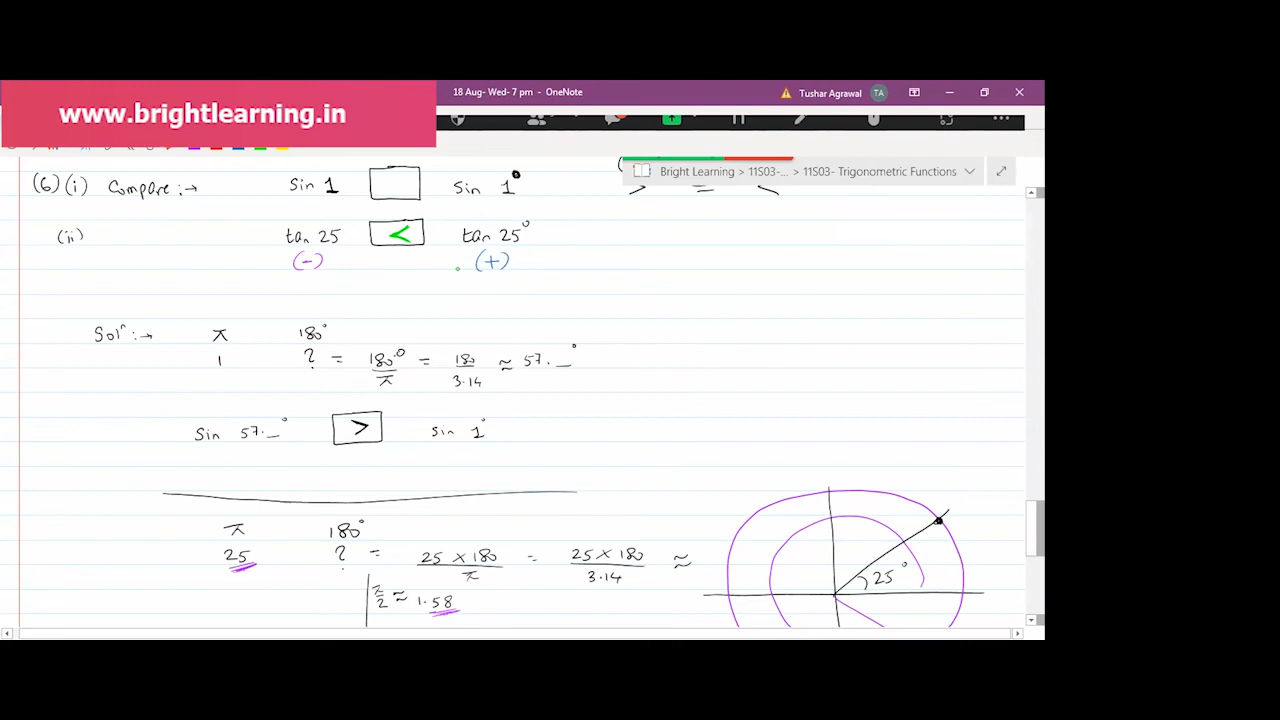 18 Aug- Wed- 7 pm - OneNote
Tushar Agrawal TA
www.brightlearning.in
Bright Learning > 11S03-... > 11S03- Trigonometric Functions
(6) (i) Compare :→ sin 1 sin 1°
(ii) tan 25 < tan 25°
(-) (+)
Solⁿ :→ π 180°
1 ? = 180°/π = 180/3.14 ≈ 57._°
sin 57._° > sin 1°
π 180°
25 ? = 25 × 180/π = 25 × 180/3.14 ≈
π/2 ≈ 1.58
25°